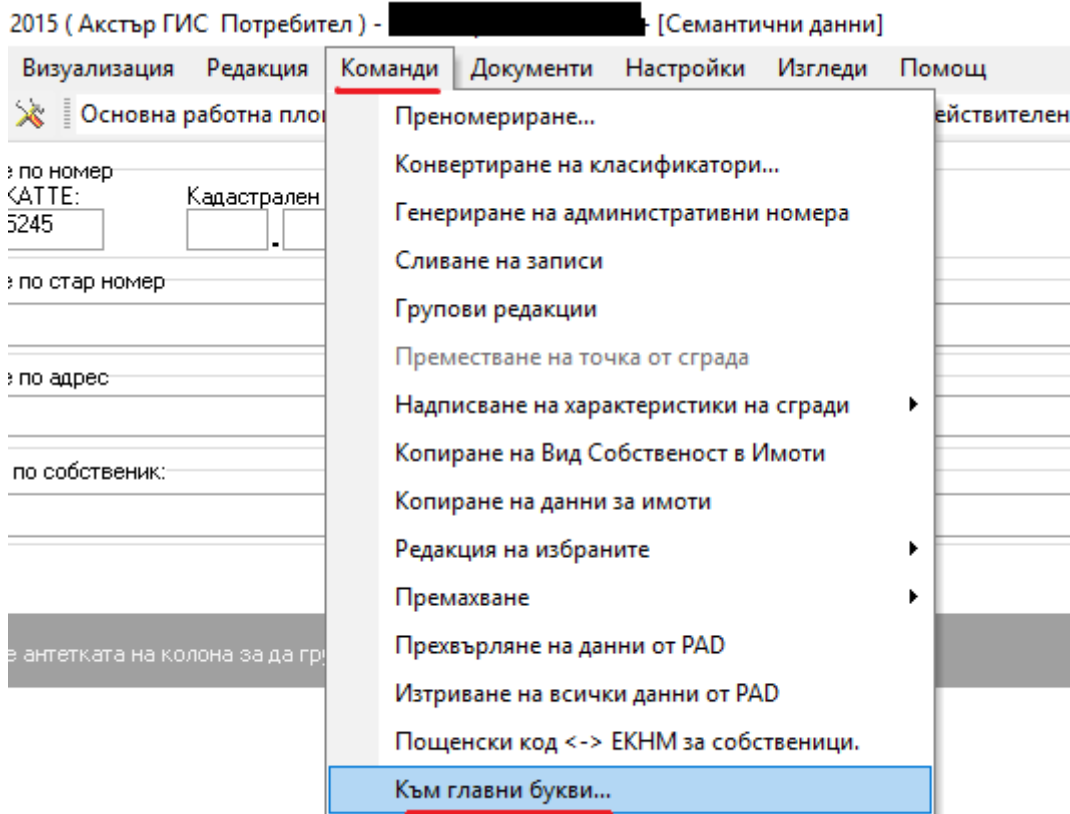 2015 ( Акстър ГИС Потребител ) - - [Семантични данни]
Визуализация Редакция Команди Документи Настройки Изгледи Помощ
Основна работна
Преномериране...
Конвертиране на класификатори...
по номер
Кадастрален
5245
Генериране на административни номера
Сливане на записи
по стар номер
Групови редакции
Преместване на точка от сграда
по адрес
Надписване на характеристики на сгради
Копиране на Вид Собственост в Имоти
по собственик:
Копиране на данни за имоти
Редакция на избраните
Премахване
Прехвърляне на данни от PAD
антетката на колона за да
Изтриване на всички данни от PAD
Пощенски код <-> ЕКНМ за собственици.
Към главни букви...